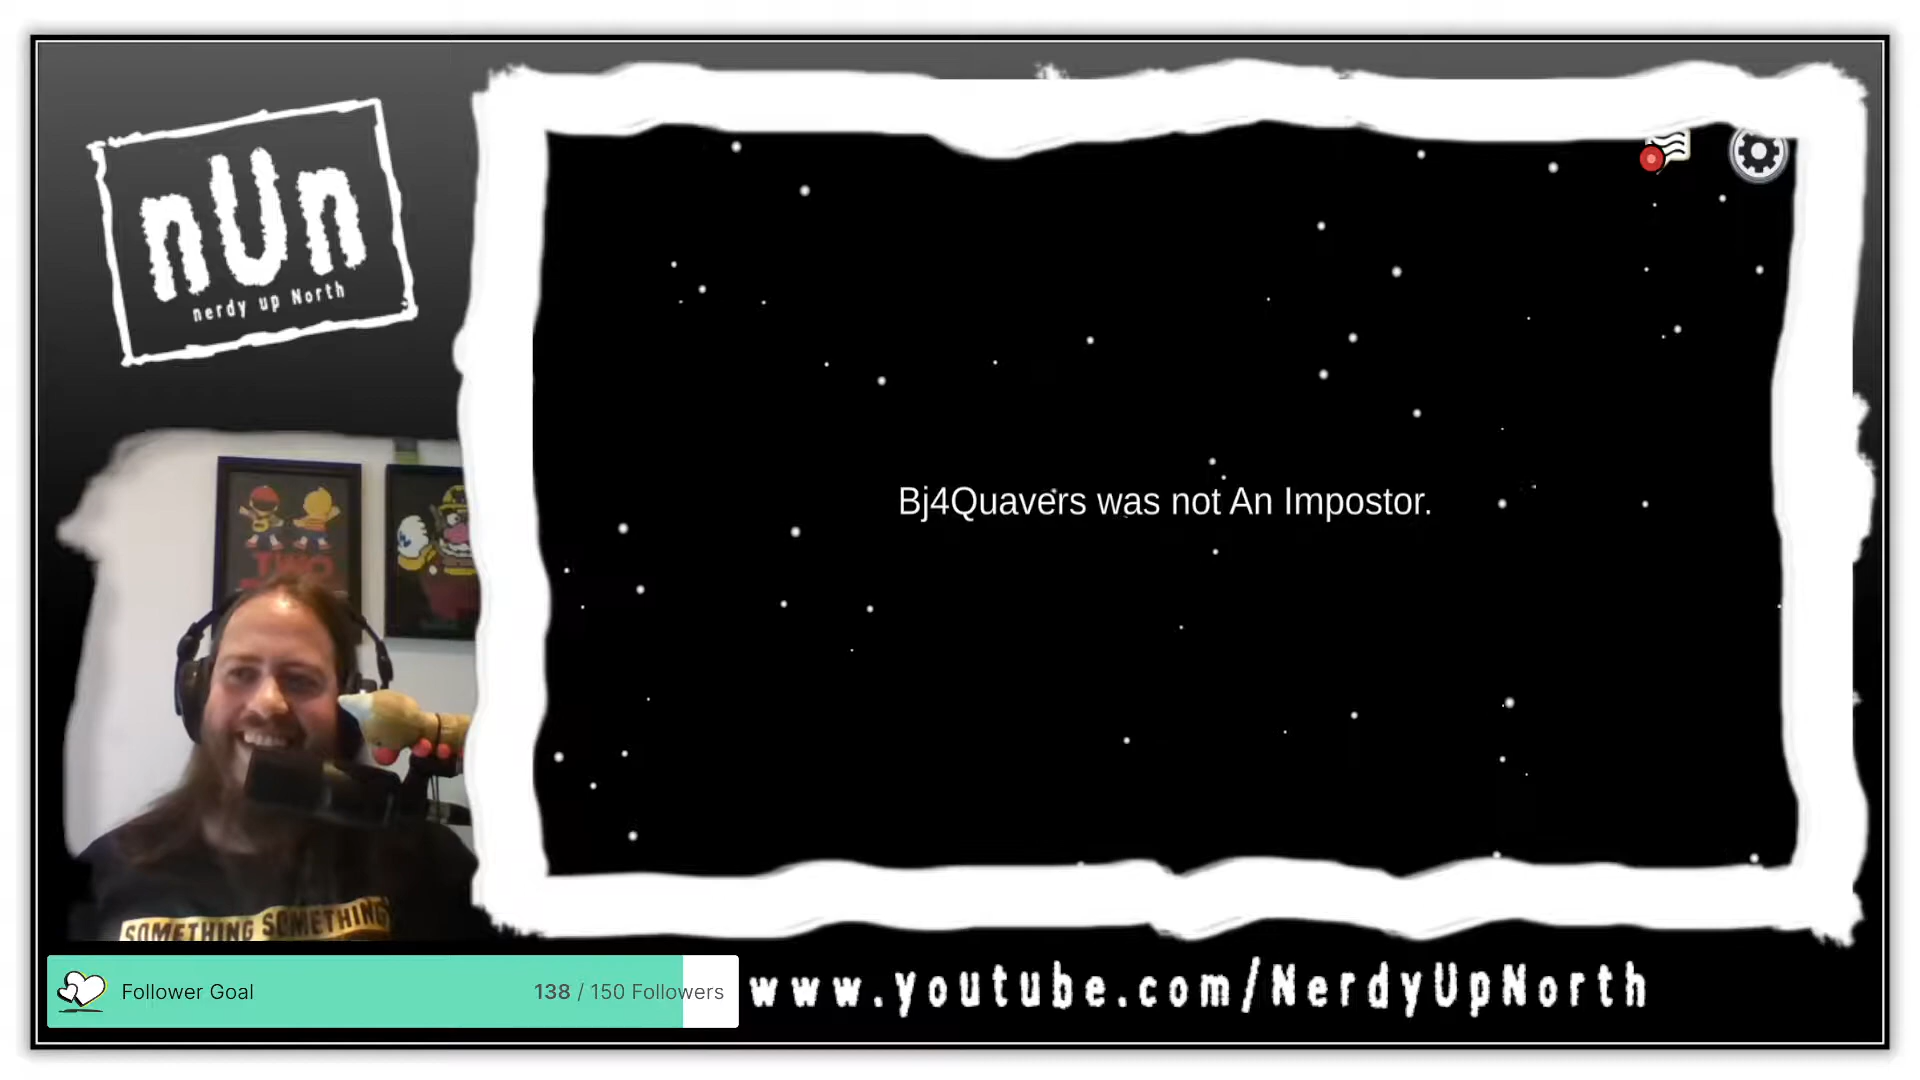 nUn
nerdy up North
Bj4Quavers was not An Impostor.
TWO
SOMETHING SOMETHING
Follower Goal
138 / 150 Followers
www.youtube.com/NerdyUpNorth